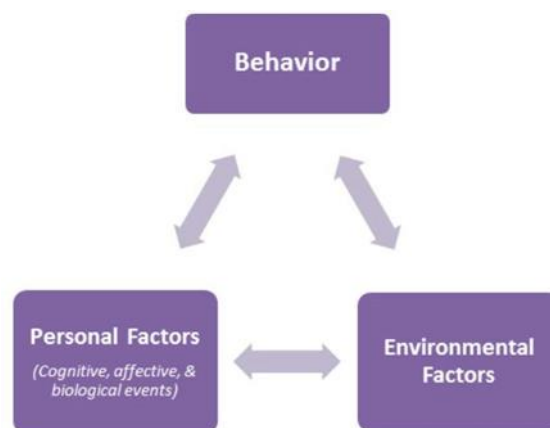 Behavior
Personal Factors
(Cognitive, affective, &
biological events)
Environmental
Factors